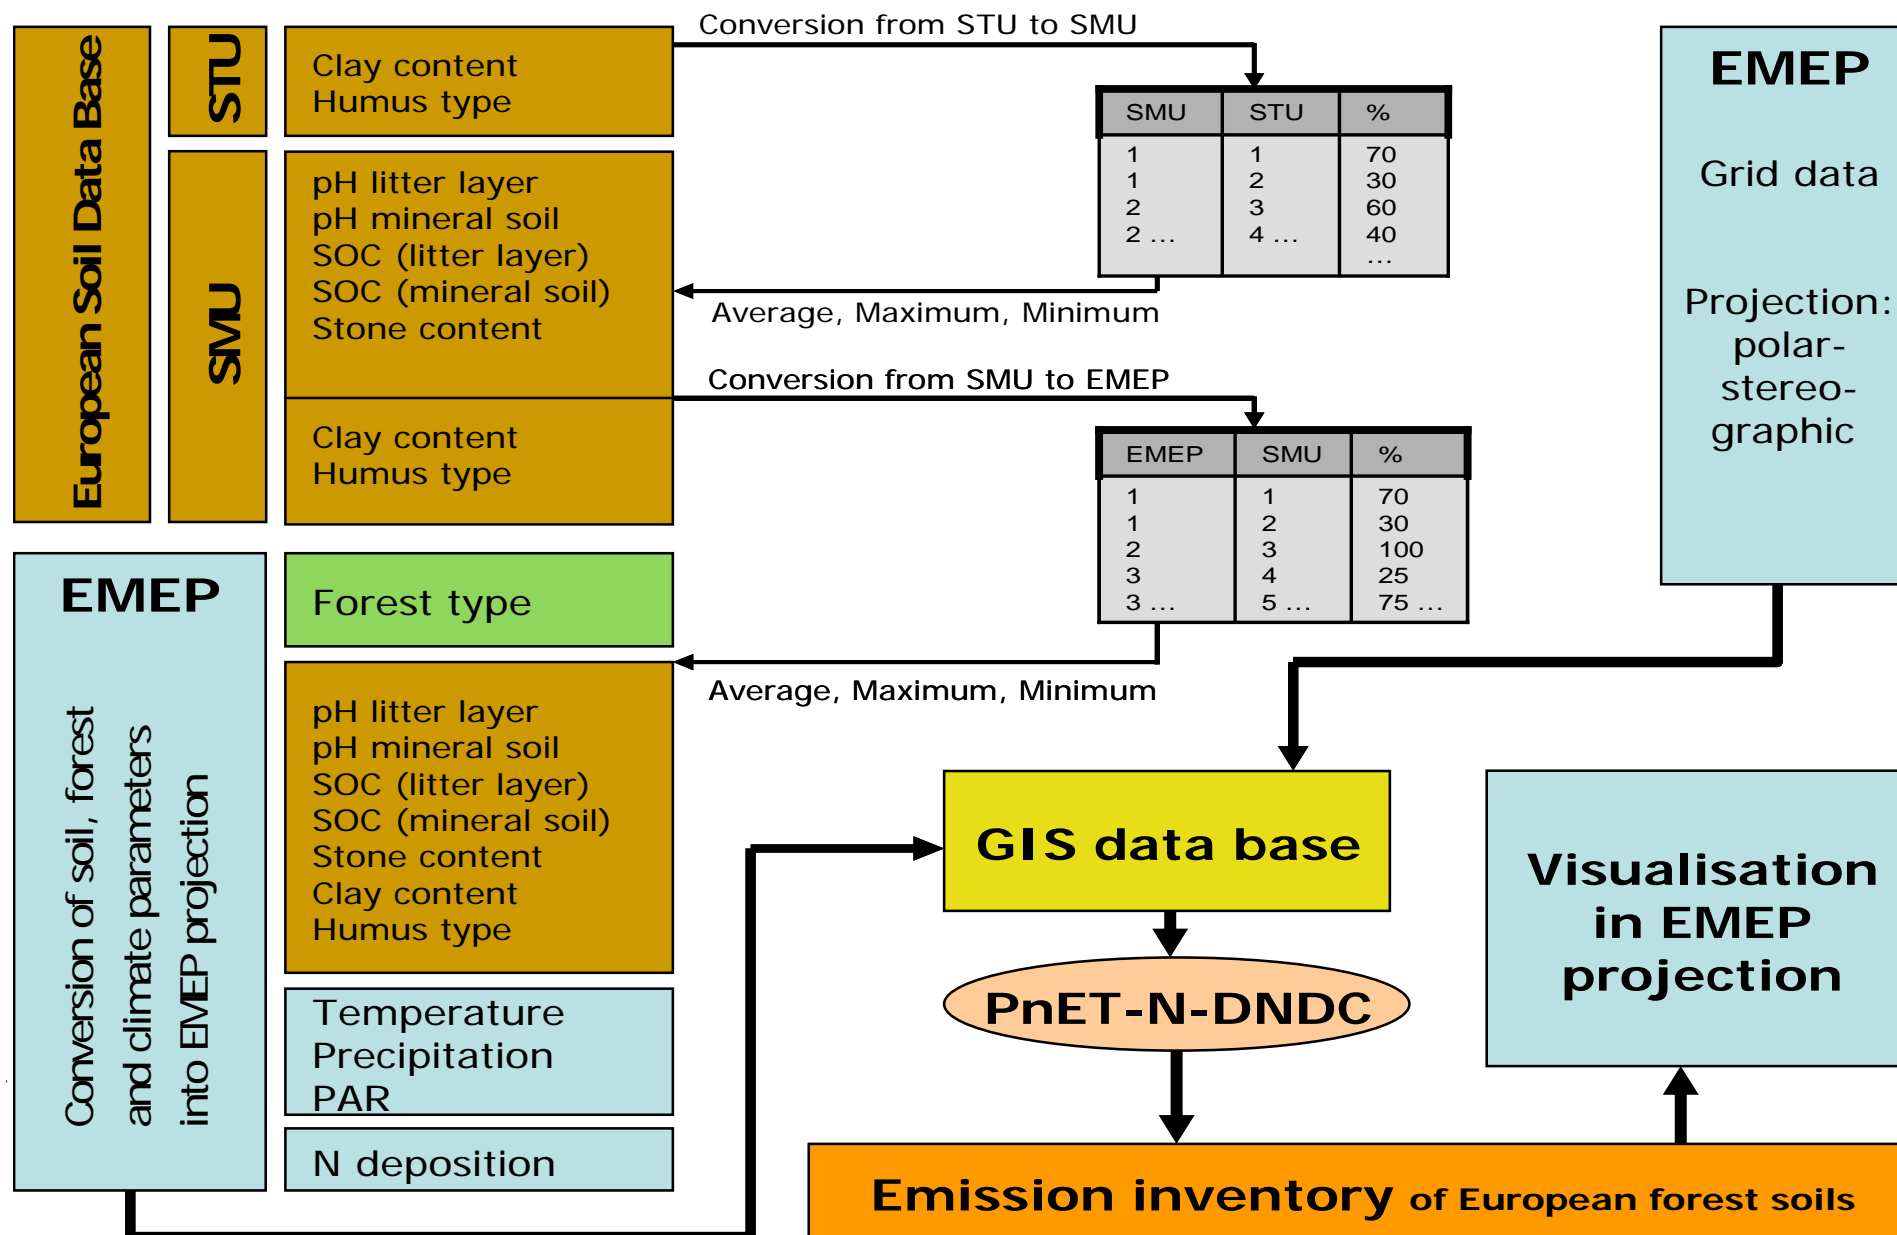 European Soil Data Base
STU
Clay content
Humus type
SMU
pH litter layer
pH mineral soil
SOC (litter layer)
SOC (mineral soil)
Stone content
Clay content
Humus type
Conversion from STU to SMU
SMU STU %
1 1 70
1 2 30
2 3 60
2 ... 4 ... 40
...
Average, Maximum, Minimum
Conversion from SMU to EMEP
EMEP SMU %
1 1 70
1 2 30
2 3 100
3 4 25
3 ... 5 ... 75 ...
Average, Maximum, Minimum
EMEP
Grid data
Projection:
polar-
stereo-
graphic
EMEP
Conversion of soil, forest
and climate parameters
into EMEP projection
Forest type
pH litter layer
pH mineral soil
SOC (litter layer)
SOC (mineral soil)
Stone content
Clay content
Humus type
Temperature
Precipitation
PAR
N deposition
GIS data base
PnET-N-DNDC
Visualisation
in EMEP
projection
Emission inventory of European forest soils